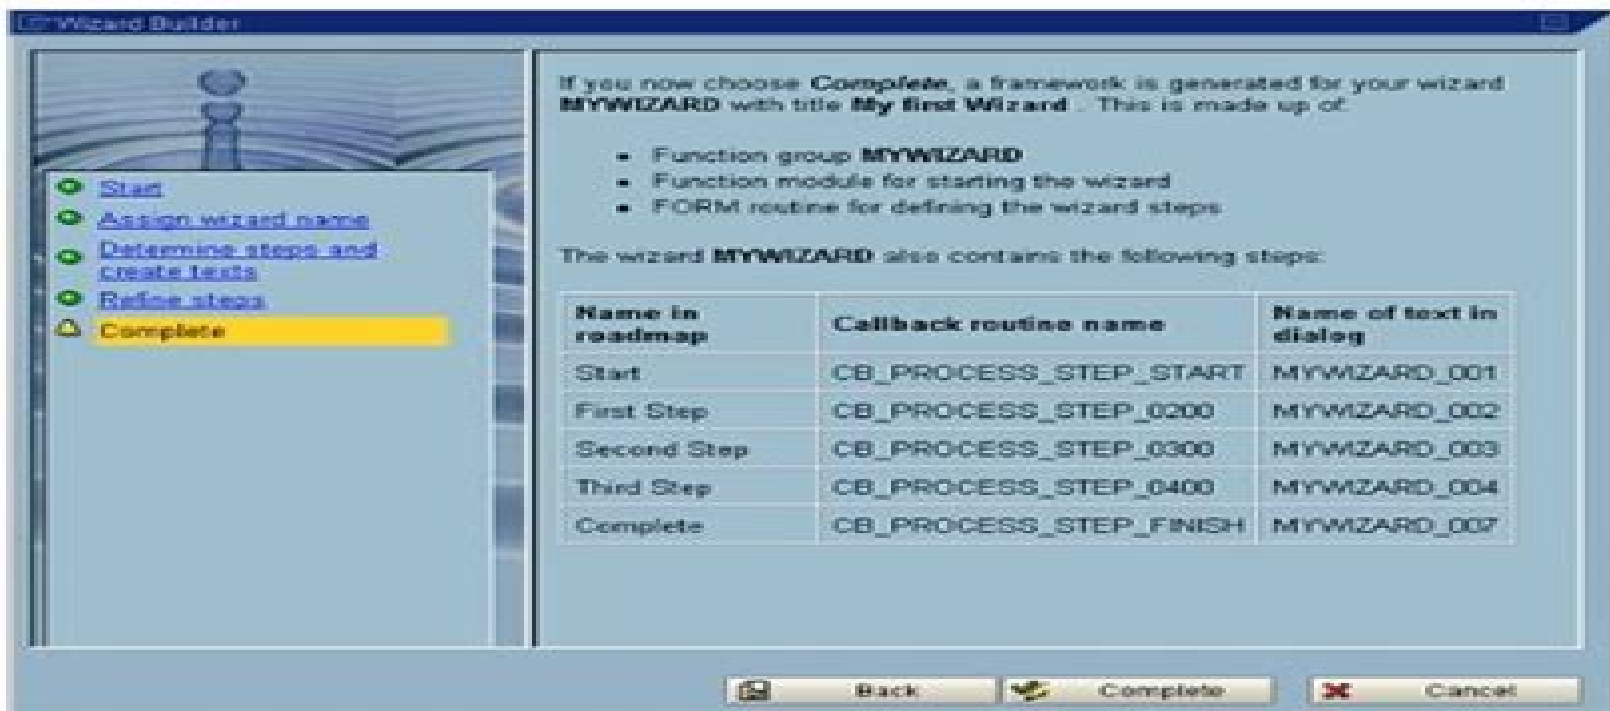 Wizard Builder
Start
Assign wizard name
Determine steps and
create texts
Refine steps
Complete
If you now choose Complete, a framework is generated for your wizard
MYWIZARD with title My first Wizard . This is made up of:
Function group MYWIZARD
Function module for starting the wizard
FORM routine for defining the wizard steps
The wizard MYWIZARD also contains the following steps:
Name in roadmap Callback routine name Name of text in dialog
Start CB_PROCESS_STEP_START MYWIZARD_001
First Step CB_PROCESS_STEP_0200 MYWIZARD_002
Second Step CB_PROCESS_STEP_0300 MYWIZARD_003
Third Step CB_PROCESS_STEP_0400 MYWIZARD_004
Complete CB_PROCESS_STEP_FINISH MYWIZARD_007
Back Complete Cancel